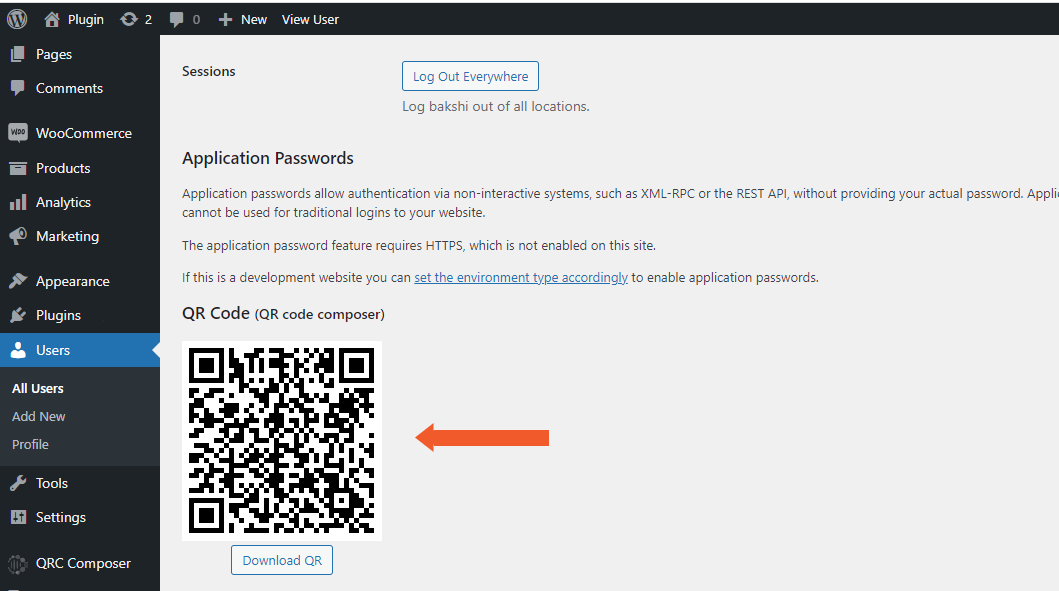 Plugin 2 0 New View User
Pages
Comments
WooCommerce
Products
Analytics
Marketing
Appearance
Plugins
Users
All Users
Add New
Profile
Tools
Settings
QRC Composer
Sessions
Log Out Everywhere
Log bakshi out of all locations.
Application Passwords
Application passwords allow authentication via non-interactive systems, such as XML-RPC or the REST API, without providing your actual password. Applic
cannot be used for traditional logins to your website.
The application password feature requires HTTPS, which is not enabled on this site.
If this is a development website you can set the environment type accordingly to enable application passwords.
QR Code (QR code composer)
Download QR